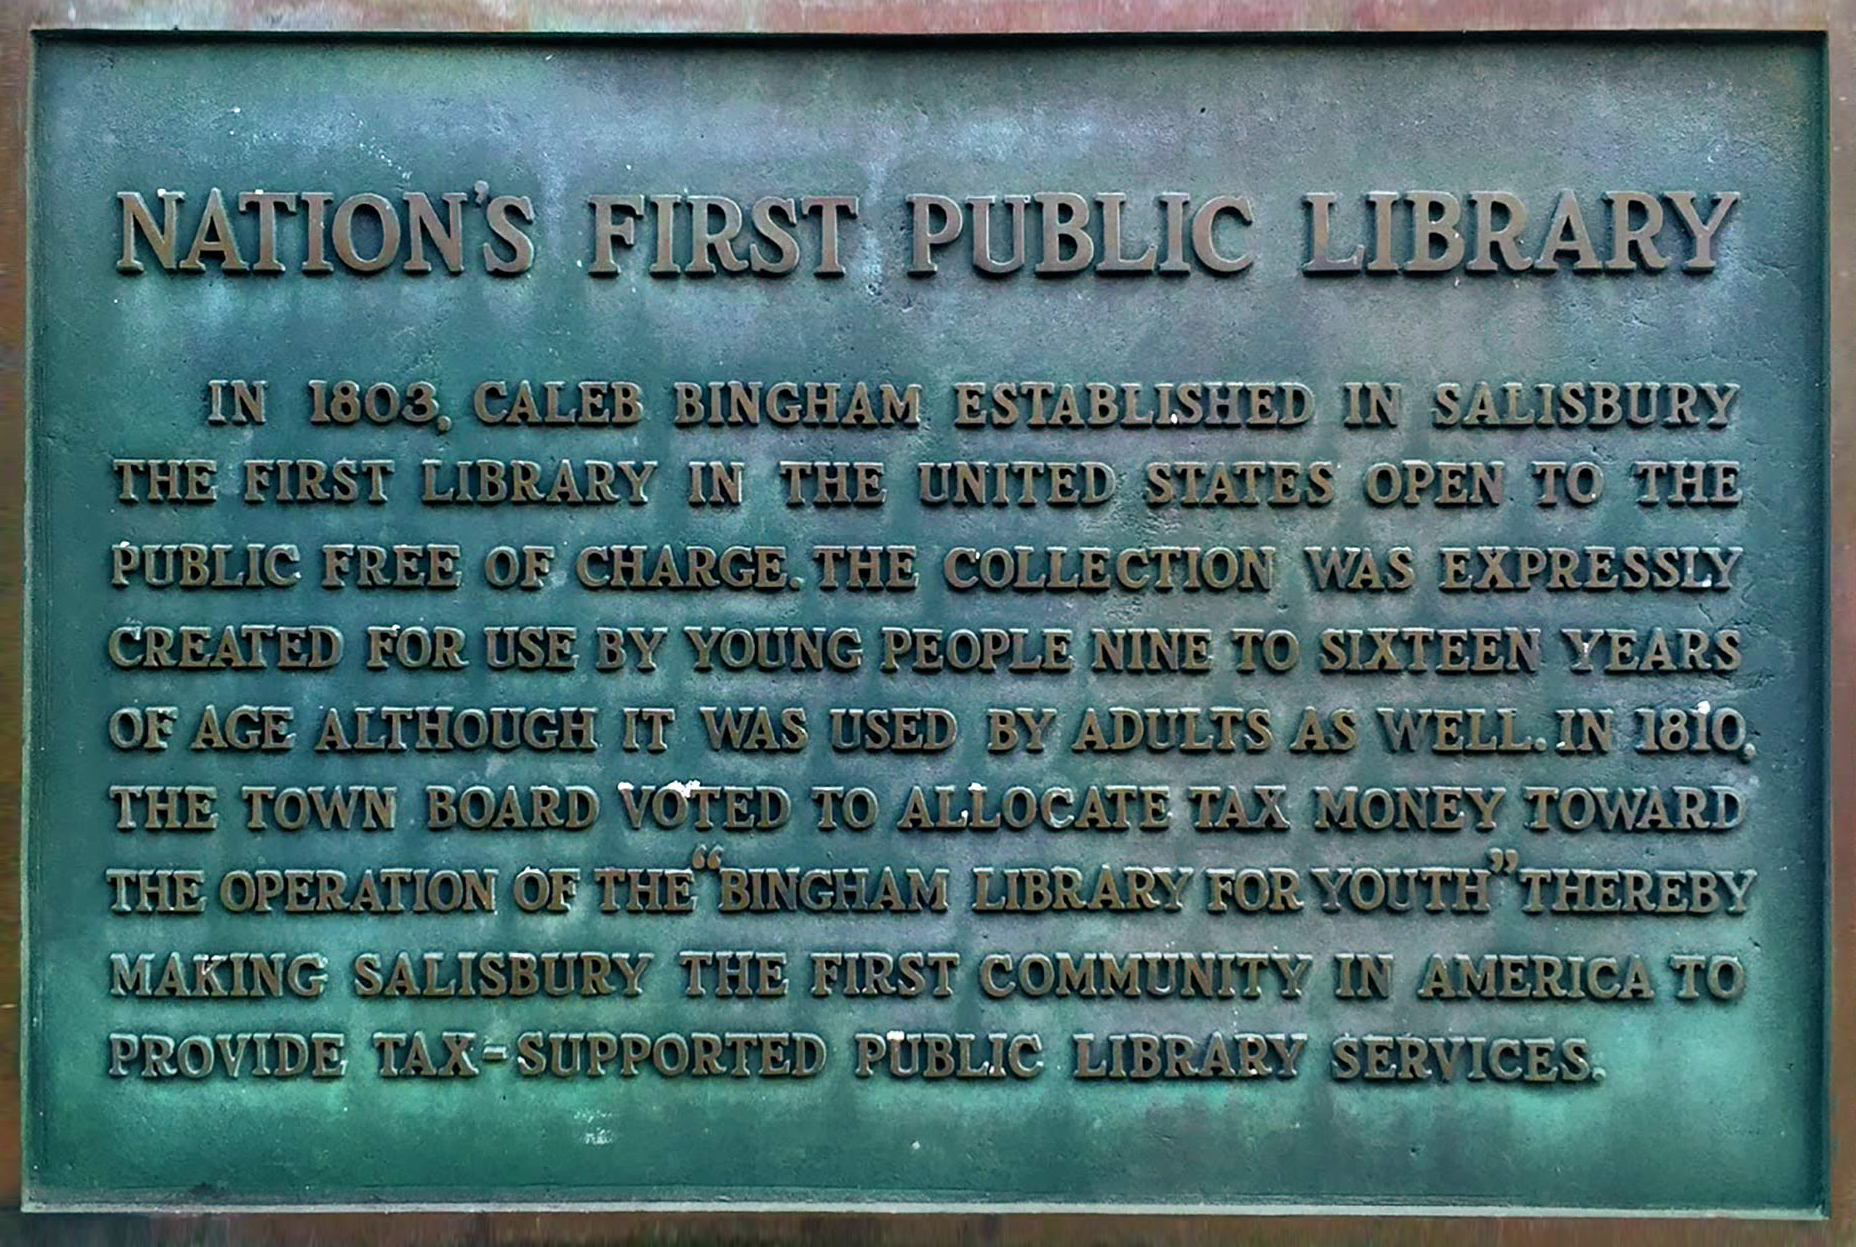 NATION'S FIRST PUBLIC LIBRARY
IN 1803, CALEB BINGHAM ESTABLISHED IN SALISBURY
THE FIRST LIBRARY IN THE UNITED STATES OPEN TO THE
PUBLIC FREE OF CHARGE. THE COLLECTION WAS EXPRESSLY
CREATED FOR USE BY YOUNG PEOPLE NINE TO SIXTEEN YEARS
OF AGE ALTHOUGH IT WAS USED BY ADULTS AS WELL. IN 1810,
THE TOWN BOARD VOTED TO ALLOCATE TAX MONEY TOWARD
THE OPERATION OF THE “BINGHAM LIBRARY FOR YOUTH” THEREBY
MAKING SALISBURY THE FIRST COMMUNITY IN AMERICA TO
PROVIDE TAX-SUPPORTED PUBLIC LIBRARY SERVICES.